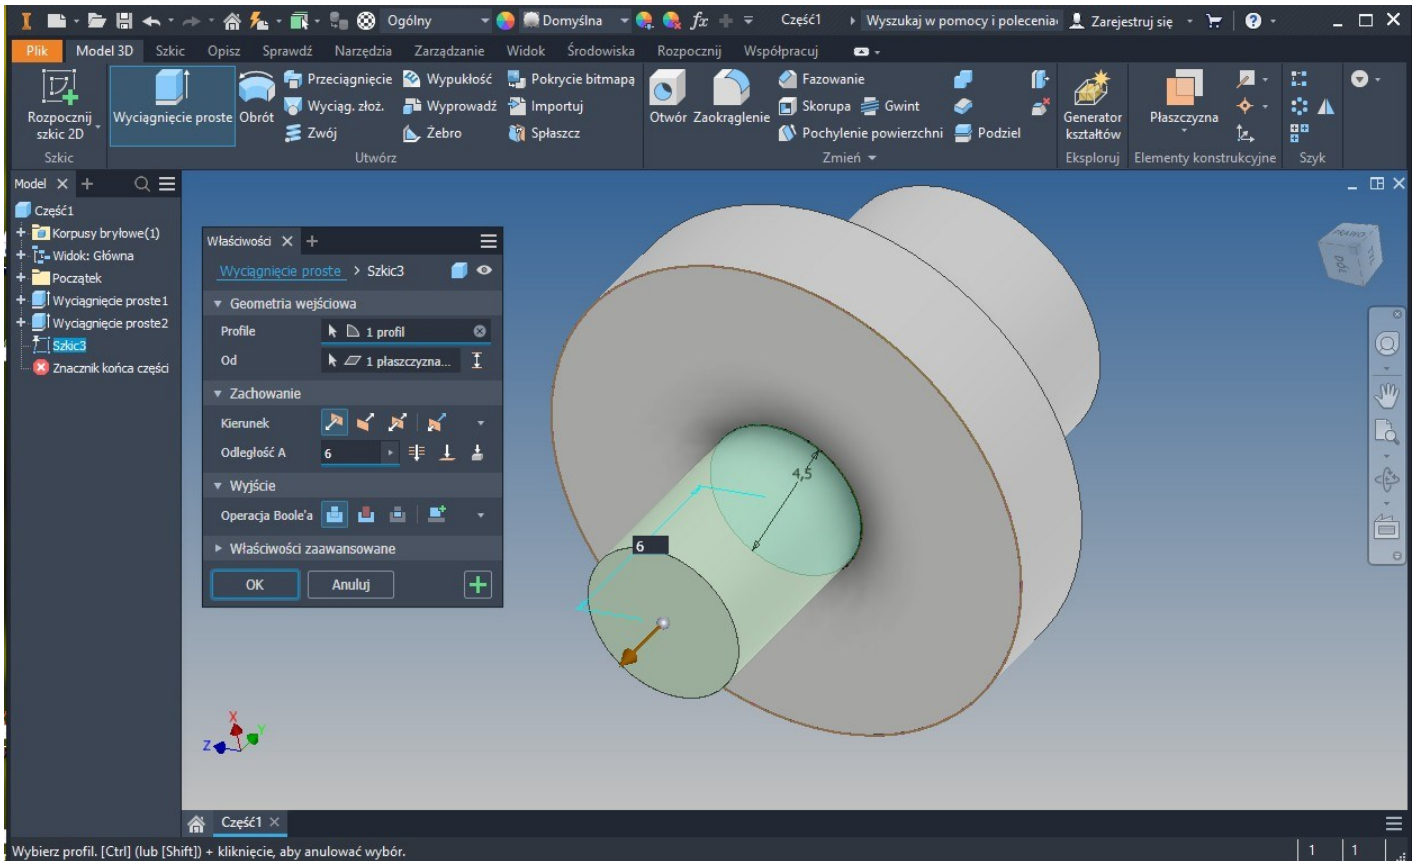 Ogólny
Domyślna
fx
Część1
Wyszukaj w pomocy i polecenia
Zarejestruj się
Plik Model 3D Szkic Opisz Sprawdź Narzędzia Zarządzanie Widok Środowiska Rozpocznij Współpracuj
Rozpocznij szkic 2D
Wyciągnięcie proste
Obrót
Przeciągnięcie
Wyciąg. złoż.
Zwój
Wypukłość
Wyprowadź
Żebro
Pokrycie bitmapą
Importuj
Spłaszcz
Otwór
Zaokrąglenie
Fazowanie
Skorupa
Gwint
Pochylenie powierzchni
Podziel
Generator kształtów
Płaszczyzna
Szkic
Utwórz
Zmień
Eksploruj
Elementy konstrukcyjne
Szyk
Model
Część1
Korpusy bryłowe(1)
Widok: Główna
Początek
Wyciągnięcie proste1
Wyciągnięcie proste2
Szkic3
Znacznik końca części
Właściwości
Wyciągnięcie proste > Szkic3
Geometria wejściowa
Profile 1 profil
Od 1 płaszczyzna...
Zachowanie
Kierunek
Odległość A 6
Wyjście
Operacja Boole'a
Właściwości zaawansowane
OK Anuluj
4,5
6
X
Y
Z
Część1
Wybierz profil. [Ctrl] (lub [Shift]) + kliknięcie, aby anulować wybór.
1 1